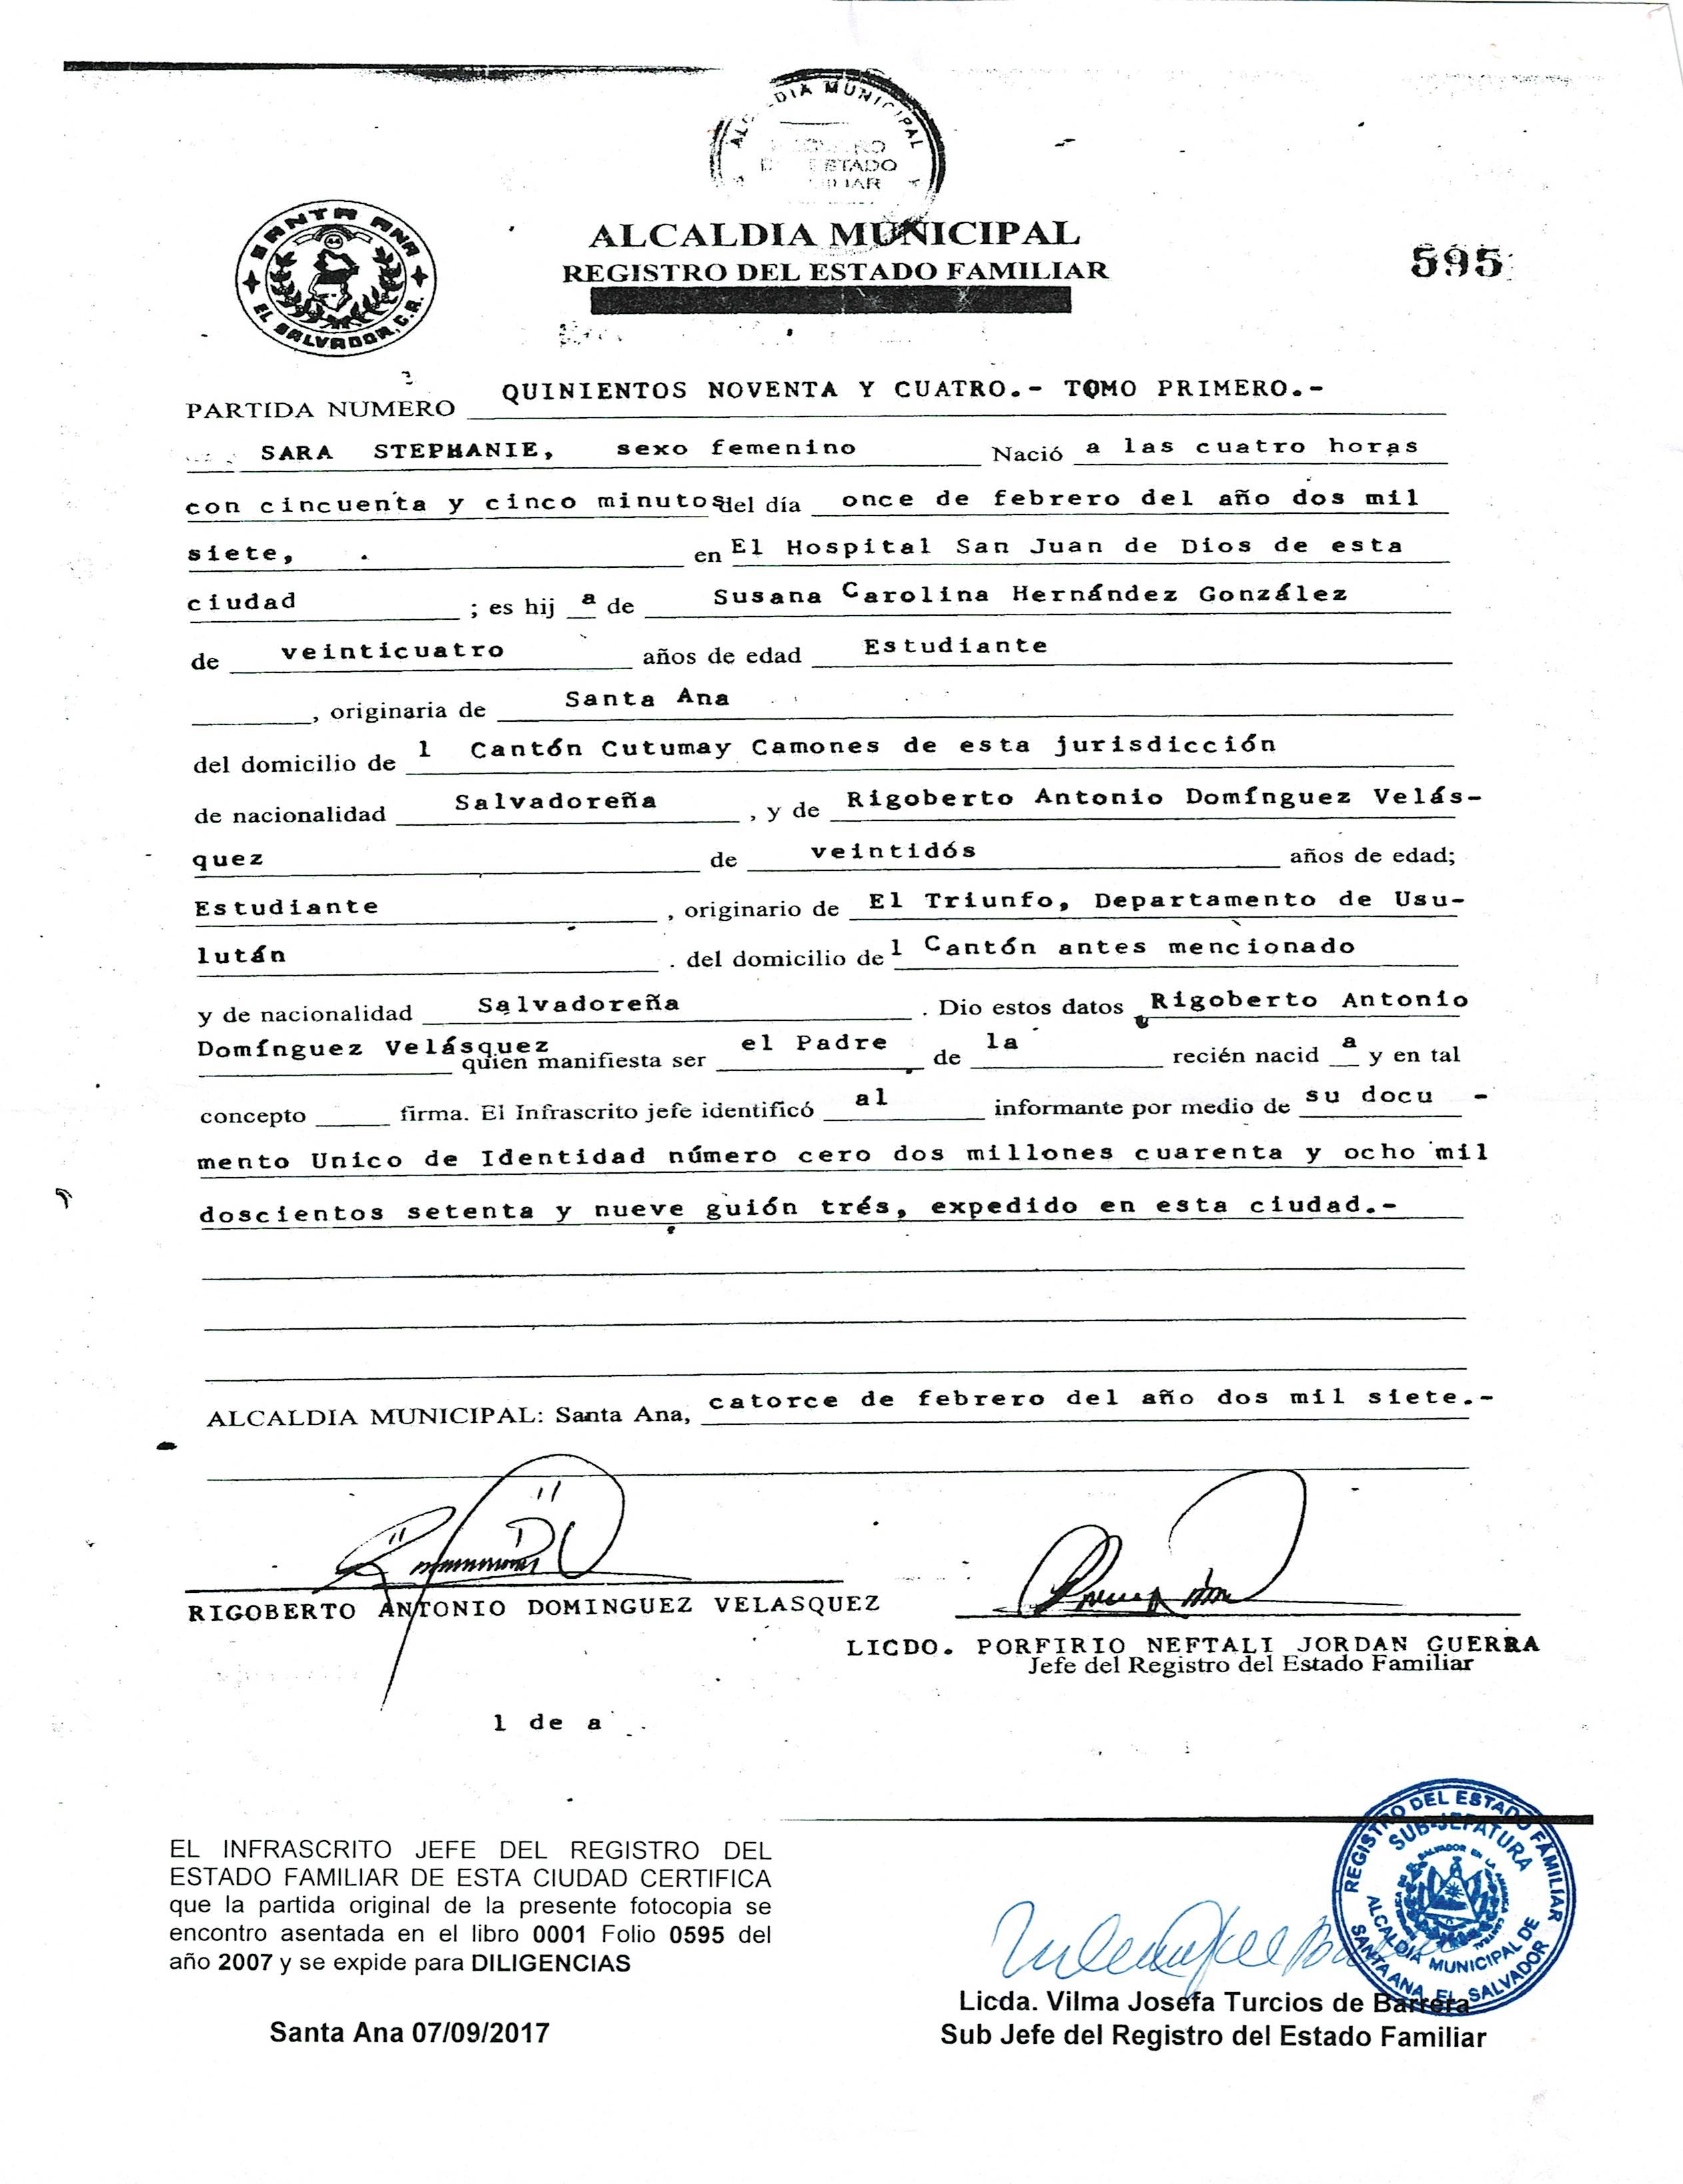 ALCALDIA MUNICIPAL
ESTADO
SANTA ANA
EL SALVADOR, C.A.
ALCALDIA MUNICIPAL
REGISTRO DEL ESTADO FAMILIAR
595
PARTIDA NUMERO QUINIENTOS NOVENTA Y CUATRO.- TOMO PRIMERO.-
SARA STEPHANIE, sexo femenino Nació a las cuatro horas
con cincuenta y cinco minutos del día once de febrero del año dos mil
siete, en El Hospital San Juan de Dios de esta
ciudad ; es hij a de Susana Carolina Hernández González
de veinticuatro años de edad Estudiante
, originaria de Santa Ana
del domicilio de l Cantón Cutumay Camones de esta jurisdicción
de nacionalidad Salvadoreña , y de Rigoberto Antonio Domínguez Velás-
quez de veintidós años de edad;
Estudiante , originario de El Triunfo, Departamento de Usu-
lután . del domicilio de l Cantón antes mencionado
y de nacionalidad Salvadoreña . Dio estos datos Rigoberto Antonio
Domínguez Velásquez quien manifiesta ser el Padre de la recién nacid a y en tal
concepto firma. El Infrascrito jefe identificó al informante por medio de su docu -
mento Unico de Identidad número cero dos millones cuarenta y ocho mil
doscientos setenta y nueve guión trés, expedido en esta ciudad.-
ALCALDIA MUNICIPAL: Santa Ana, catorce de febrero del año dos mil siete.-
RIGOBERTO ANTONIO DOMINGUEZ VELASQUEZ
LICDO. PORFIRIO NEFTALI JORDAN GUERRA
Jefe del Registro del Estado Familiar
l de a
EL INFRASCRITO JEFE DEL REGISTRO DEL
ESTADO FAMILIAR DE ESTA CIUDAD CERTIFICA
que la partida original de la presente fotocopia se
encontro asentada en el libro 0001 Folio 0595 del
año 2007 y se expide para DILIGENCIAS
Santa Ana 07/09/2017
REGISTRO DEL ESTADO FAMILIAR
SUB-JEFATURA
ALCALDIA MUNICIPAL DE
SANTA ANA, EL SALVADOR
Licda. Vilma Josefa Turcios de Barrera
Sub Jefe del Registro del Estado Familiar